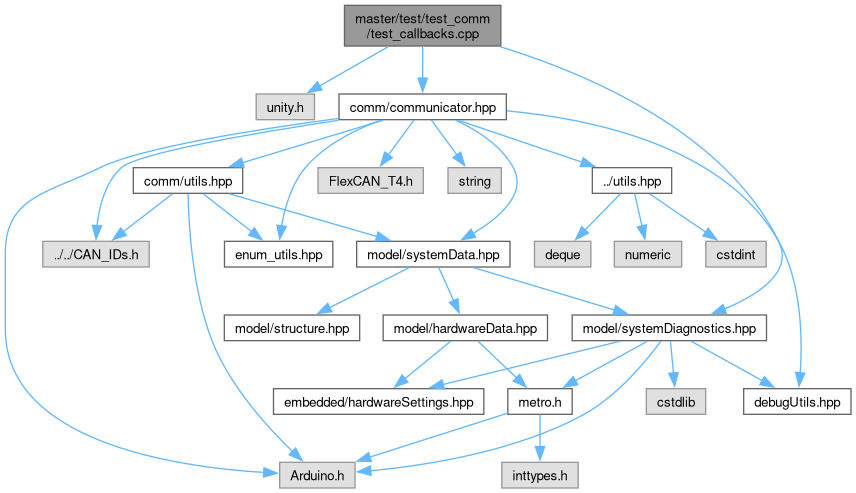 master/test/test_comm
/test_callbacks.cpp
unity.h
comm/communicator.hpp
comm/utils.hpp
FlexCAN_T4.h
string
../utils.hpp
../../CAN_IDs.h
enum_utils.hpp
model/systemData.hpp
deque
numeric
cstdint
model/structure.hpp
model/hardwareData.hpp
model/systemDiagnostics.hpp
embedded/hardwareSettings.hpp
metro.h
cstdlib
debugUtils.hpp
Arduino.h
inttypes.h